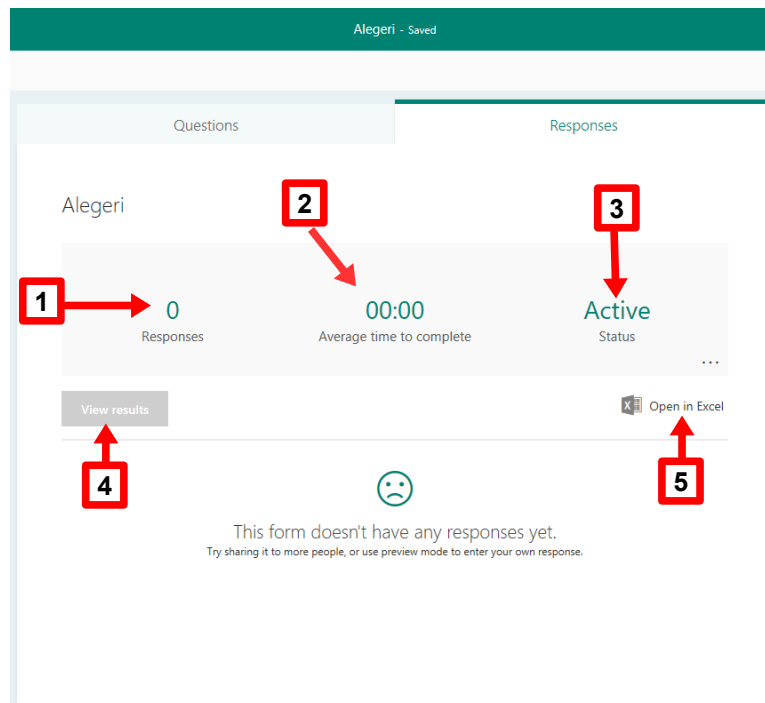 Alegeri - Saved
Questions
Responses
Alegeri
2
3
1
0
00:00
Active
Responses
Average time to complete
Status
...
View results
Open in Excel
4
5
This form doesn't have any responses yet.
Try sharing it to more people, or use preview mode to enter your own response.